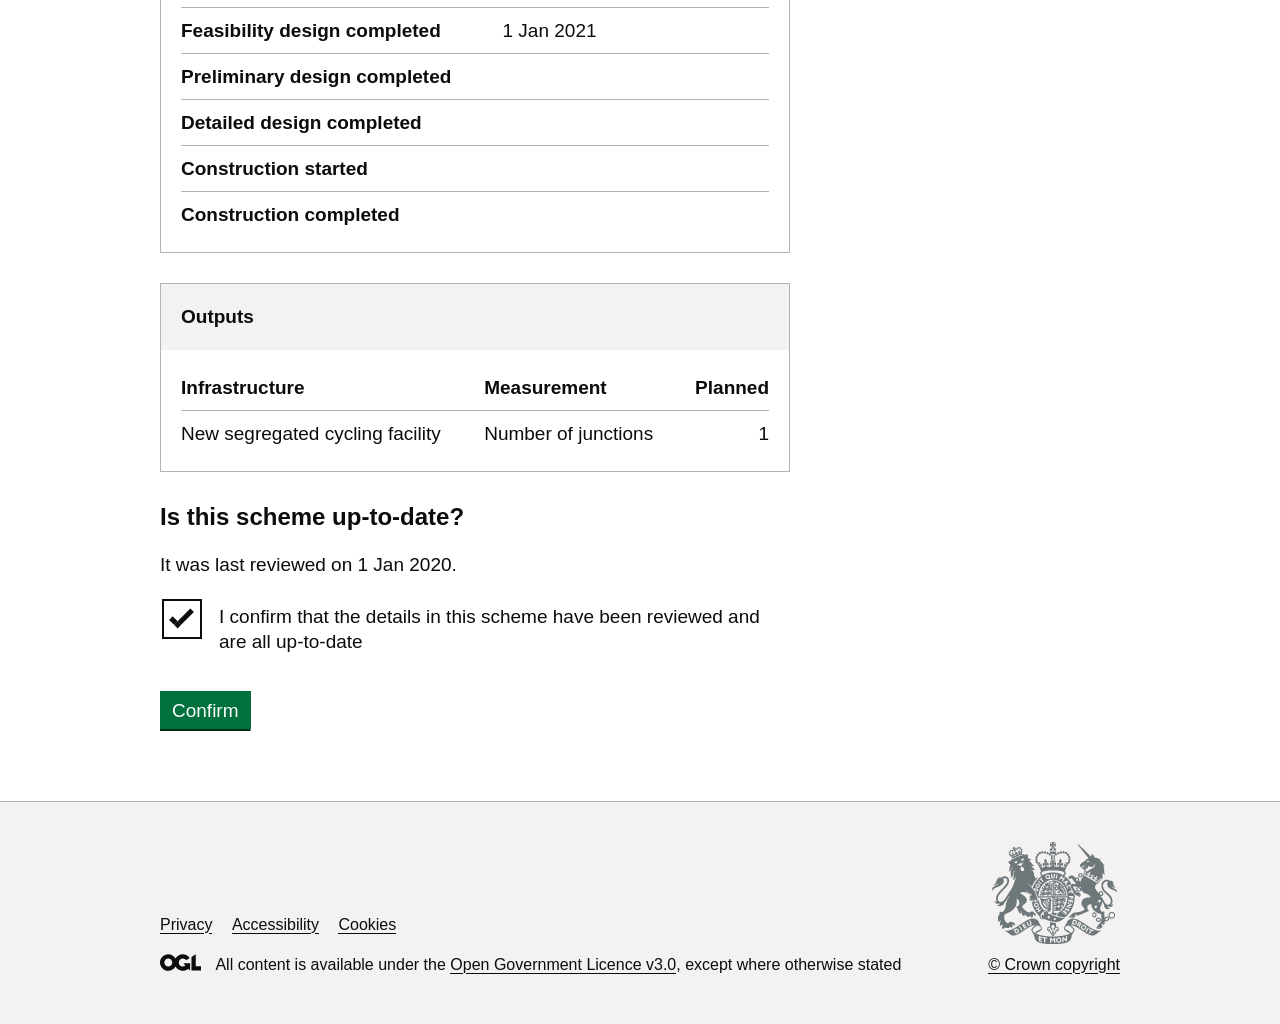 Feasibility design completed 1 Jan 2021
Preliminary design completed
Detailed design completed
Construction started
Construction completed
Outputs
Infrastructure Measurement Planned
New segregated cycling facility Number of junctions 1
Is this scheme up-to-date?
It was last reviewed on 1 Jan 2020.
I confirm that the details in this scheme have been reviewed and
are all up-to-date
Confirm
Privacy Accessibility Cookies
OGL All content is available under the Open Government Licence v3.0, except where otherwise stated
© Crown copyright